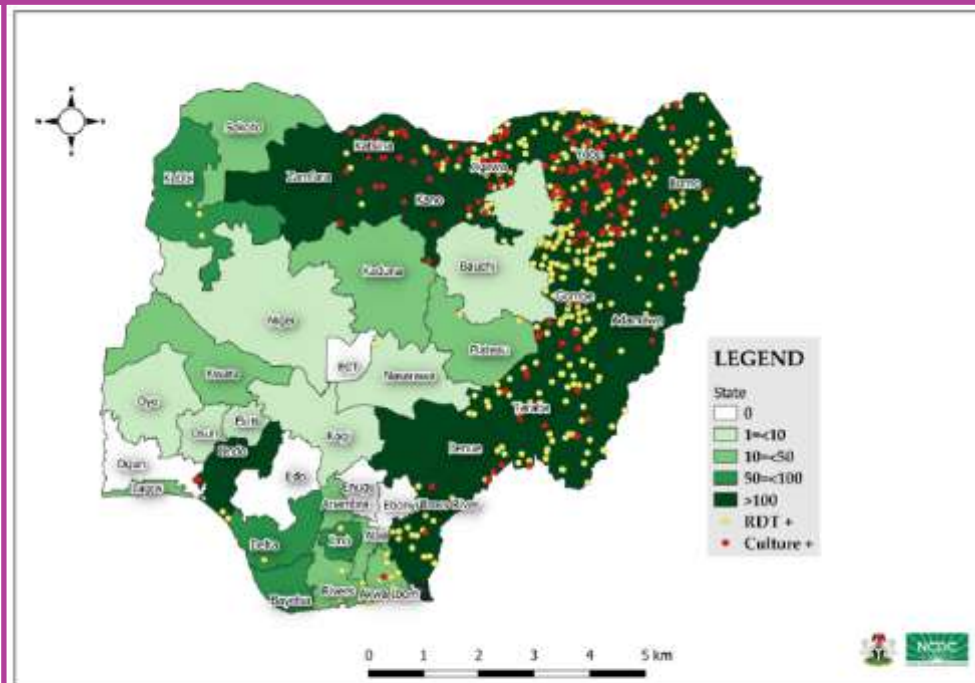 Sokoto
Kebbi
Zamfara
Katsina
Kano
Jigawa
Yobe
Borno
Kaduna
Bauchi
Gombe
Adamawa
Niger
Plateau
FCT
Nasarawa
Kwara
Oyo
Osun
Ekiti
Kogi
Taraba
Benue
Ondo
Ogun
Edo
Lagos
Enugu
Anambra
Ebonyi
Cross River
Delta
Imo
Abia
Bayelsa
Rivers
Akwa Ibom
LEGEND
State
0
1=<10
10=<50
50=<100
>100
RDT +
Culture +
0 1 2 3 4 5 km
NCDC